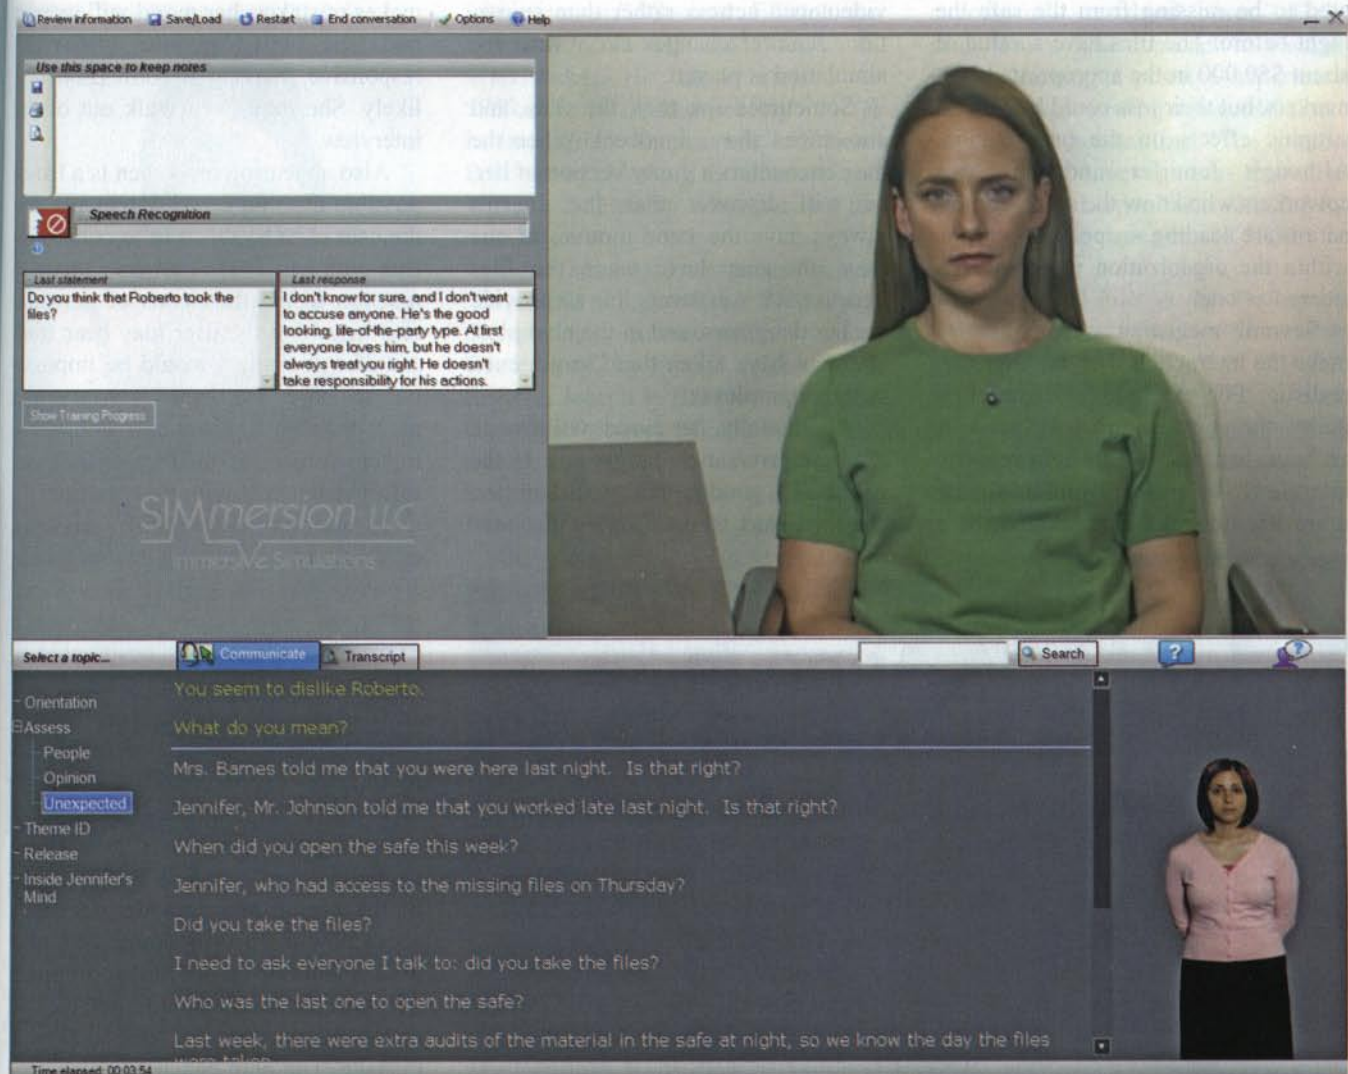 Review information Save/Load Restart End conversation Options Help
Use this space to keep notes
Speech Recognition
Last statement
Do you think that Roberto took the
files?
Last response
I don't know for sure, and I don't want
to accuse anyone. He's the good
looking, life-of-the-party type. At first
everyone loves him, but he doesn't
always treat you right. He doesn't
take responsibility for his actions.
Show Training Progress
SIMmersion LLC
Immersive Simulations
Select a topic... Communicate Transcript Search
Orientation
Assess
People
Opinion
Unexpected
Theme ID
Release
Inside Jennifer's
Mind
You seem to dislike Roberto.
What do you mean?
Mrs. Barnes told me that you were here last night. Is that right?
Jennifer, Mr. Johnson told me that you worked late last night. Is that right?
When did you open the safe this week?
Jennifer, who had access to the missing files on Thursday?
Did you take the files?
I need to ask everyone I talk to: did you take the files?
Who was the last one to open the safe?
Last week, there were extra audits of the material in the safe at night, so we know the day the files
were taken
Time elapsed: 00:03:54